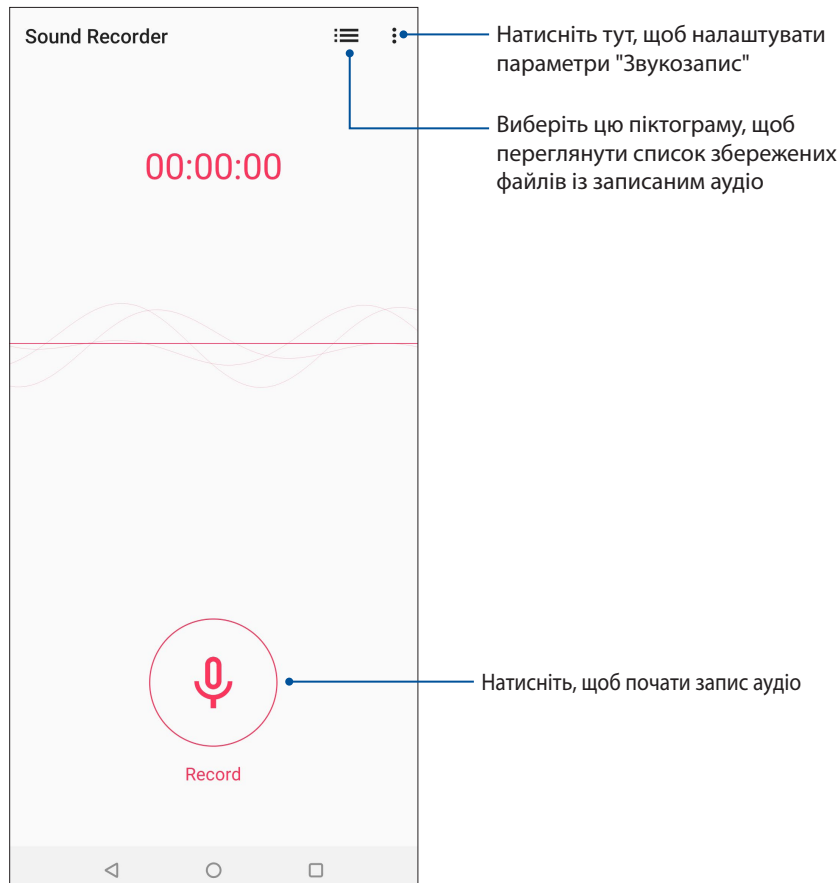 Sound Recorder
Натисніть тут, щоб налаштувати
параметри "Звукозапис"
Виберіть цю піктограму, щоб
переглянути список збережених
файлів із записаним аудіо
00:00:00
Натисніть, щоб почати запис аудіо
Record